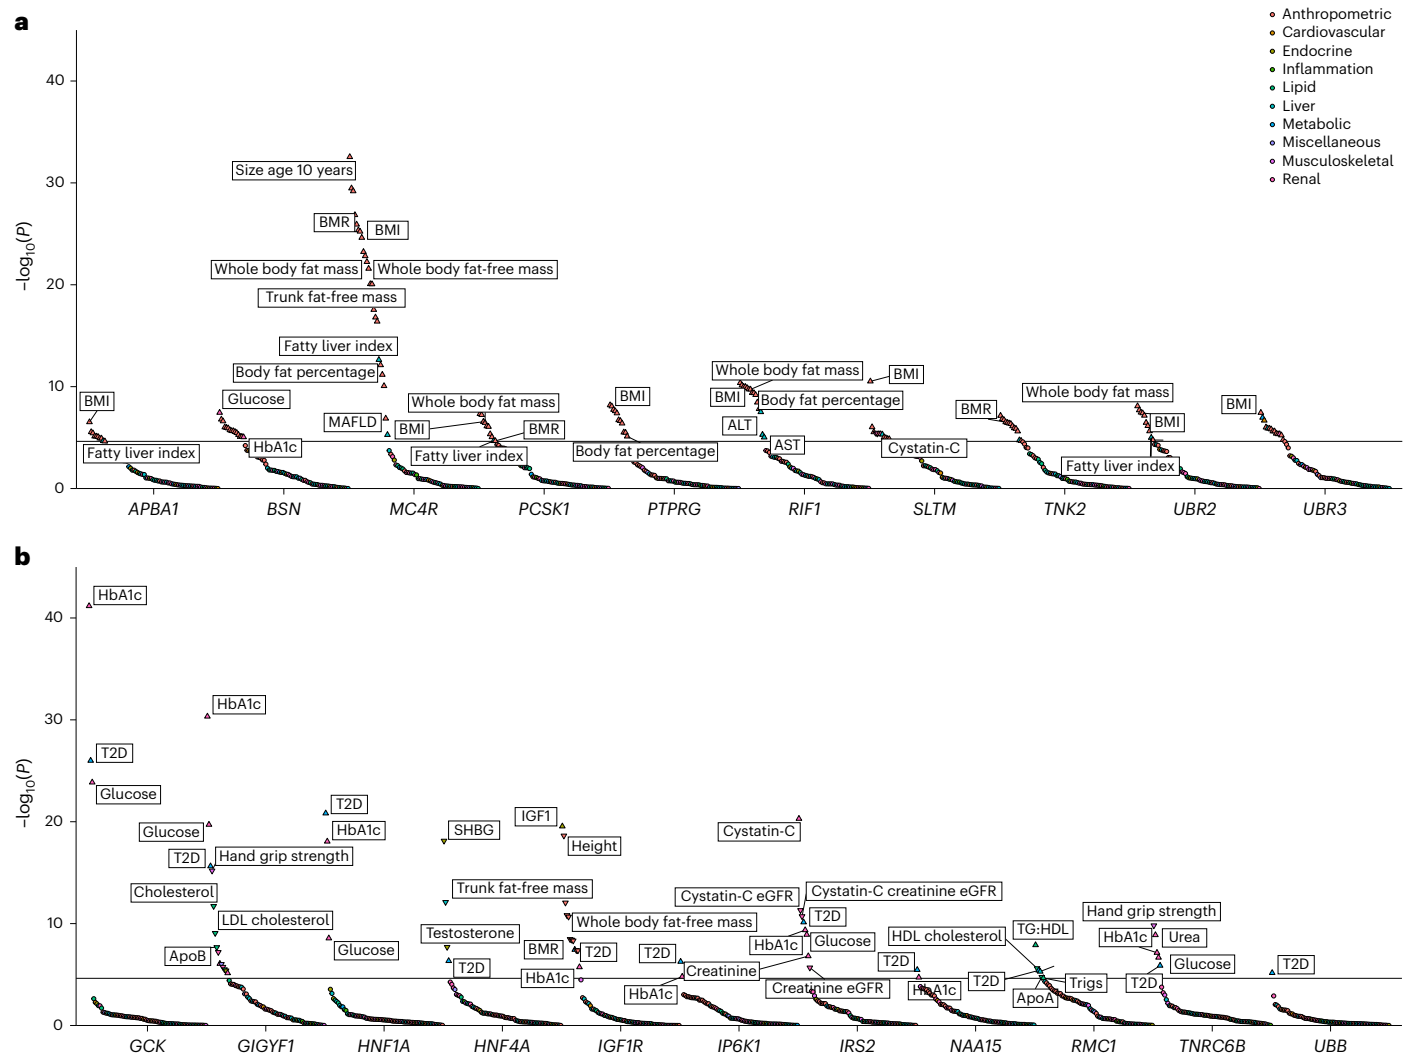 a
Anthropometric
Cardiovascular
Endocrine
Inflammation
Lipid
Liver
Metabolic
Miscellaneous
Musculoskeletal
Renal
−log10(P)
40
30
20
10
0
Size age 10 years
BMR
BMI
Whole body fat mass
Whole body fat-free mass
Trunk fat-free mass
Fatty liver index
Body fat percentage
MAFLD
BMI
Fatty liver index
Glucose
HbA1c
Whole body fat mass
BMI
BMR
Fatty liver index
BMI
Body fat percentage
Whole body fat mass
BMI
Body fat percentage
ALT
AST
BMI
Cystatin-C
BMR
Whole body fat mass
BMI
Fatty liver index
BMI
APBA1
BSN
MC4R
PCSK1
PTPRG
RIF1
SLTM
TNK2
UBR2
UBR3
b
−log10(P)
40
30
20
10
0
HbA1c
T2D
Glucose
HbA1c
Glucose
T2D
Hand grip strength
Cholesterol
LDL cholesterol
ApoB
T2D
HbA1c
Glucose
SHBG
Trunk fat-free mass
Testosterone
T2D
IGF1
Height
Whole body fat-free mass
BMR
T2D
HbA1c
T2D
HbA1c
Cystatin-C
Cystatin-C eGFR
Cystatin-C creatinine eGFR
T2D
HbA1c
Glucose
Creatinine
Creatinine eGFR
T2D
HbA1c
HDL cholesterol
TG:HDL
T2D
Trigs
ApoA
Hand grip strength
HbA1c
Urea
Glucose
T2D
T2D
GCK
GIGYF1
HNF1A
HNF4A
IGF1R
IP6K1
IRS2
NAA15
RMC1
TNRC6B
UBB